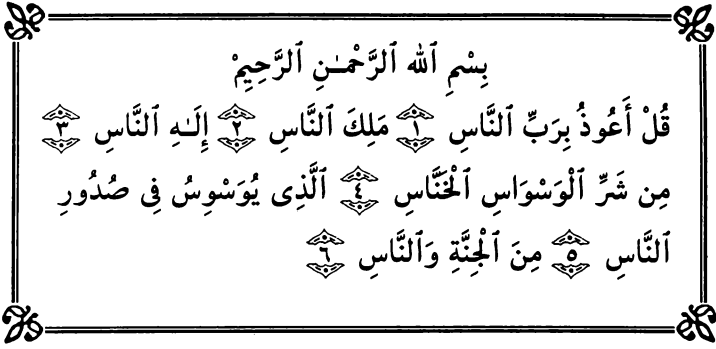 بِسْمِ ٱللهِ ٱلرَّحْمَـٰنِ ٱلرَّحِيمْ
قُلْ أَعُوذُ بِرَبِّ ٱلنَّاسِ ١ مَلِكَ ٱلنَّاسِ ٢ إِلَـٰهِ ٱلنَّاسِ ٣
مِن شَرِّ ٱلْوَسْوَاسِ ٱلْخَنَّاسِ ٤ ٱلَّذِى يُوَسْوِسُ فِى صُدُورِ
ٱلنَّاسِ ٥ مِنَ ٱلْجِنَّةِ وَٱلنَّاسِ ٦